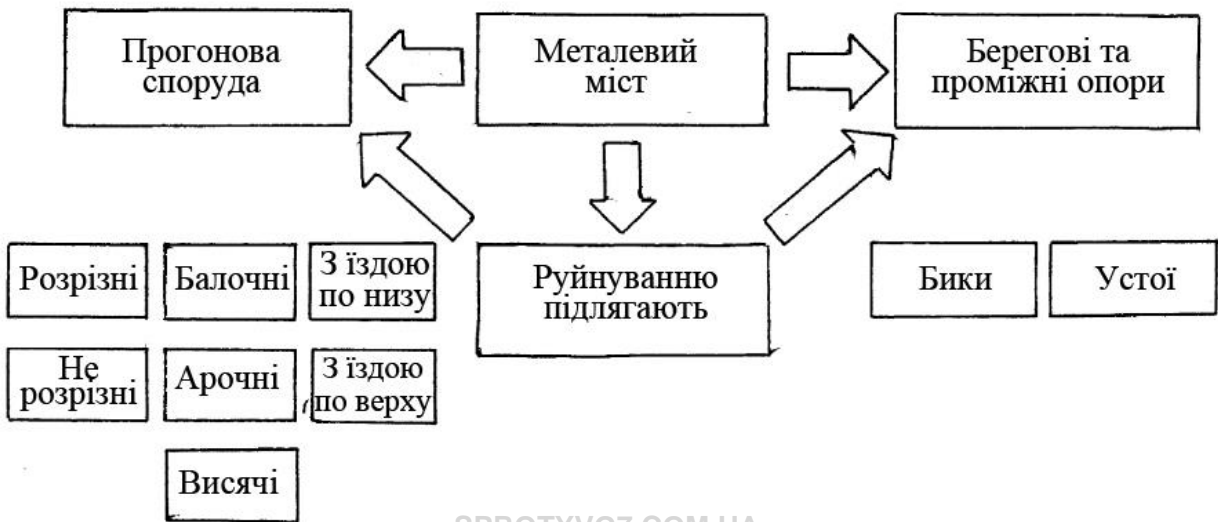 Прогонова
споруда
Металевий
міст
Берегові та
проміжні опори
Розрізні
Балочні
З їздою
по низу
Руйнуванню
підлягають
Бики
Устої
Не
розрізні
Арочні
З їздою
по верху
Висячі